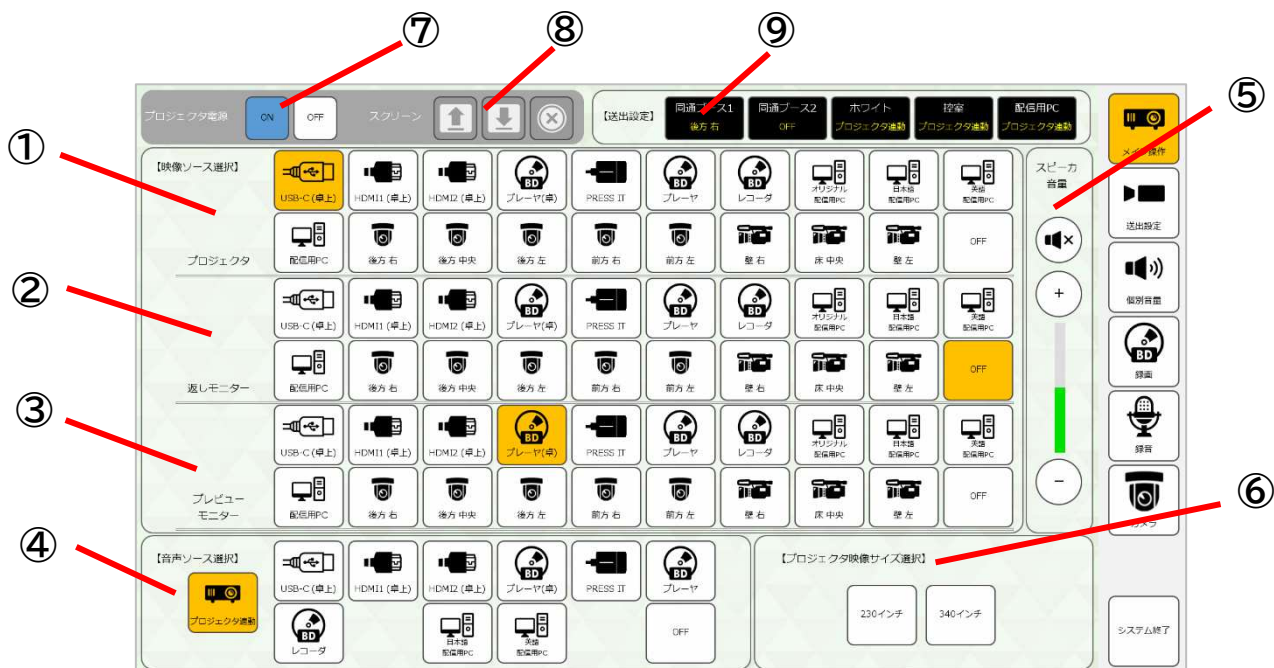 ⑦ ⑧ ⑨
⑤
①
②
③
④
⑥
プロジェクタ電源 ON OFF スクリーン
【送出設定】
同通ブース1 後方 右
同通ブース2 OFF
ホワイト プロジェクタ連動
控室 プロジェクタ連動
配信用PC プロジェクタ連動
【映像ソース選択】
USB-C (卓上) HDMI1 (卓上) HDMI2 (卓上) プレーヤ(卓) PRESS IT プレーヤ レコーダ オリジナル配信用PC 日本語配信用PC 英語配信用PC
プロジェクタ
配信用PC 後方 右 後方 中央 後方 左 前方 右 前方 左 壁 右 床 中央 壁 左 OFF
USB-C (卓上) HDMI1 (卓上) HDMI2 (卓上) プレーヤ(卓) PRESS IT プレーヤ レコーダ オリジナル配信用PC 日本語配信用PC 英語配信用PC
返しモニター
配信用PC 後方 右 後方 中央 後方 左 前方 右 前方 左 壁 右 床 中央 壁 左 OFF
USB-C (卓上) HDMI1 (卓上) HDMI2 (卓上) プレーヤ(卓) PRESS IT プレーヤ レコーダ オリジナル配信用PC 日本語配信用PC 英語配信用PC
プレビュー
モニター
配信用PC 後方 右 後方 中央 後方 左 前方 右 前方 左 壁 右 床 中央 壁 左 OFF
スピーカ
音量
+
-
【音声ソース選択】
プロジェクタ連動
USB-C (卓上) HDMI1 (卓上) HDMI2 (卓上) プレーヤ(卓) PRESS IT プレーヤ
レコーダ 日本語配信用PC 英語配信用PC OFF
【プロジェクタ映像サイズ選択】
230インチ 340インチ
メイン操作
送出設定
個別音量
録画
録音
カメラ
システム終了